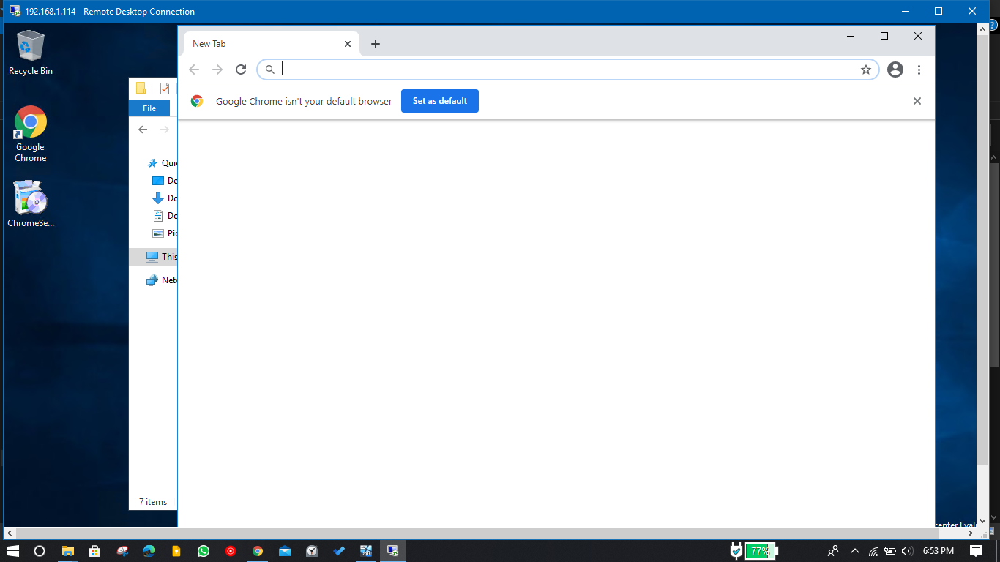 192.168.1.114 - Remote Desktop Connection
Recycle Bin
New Tab
Google Chrome isn't your default browser
Set as default
File
Google
Chrome
Quic
De
ChromeSe...
Do
Do
Pic
This
Netw
7 items
center Eval
77%
6:53 PM